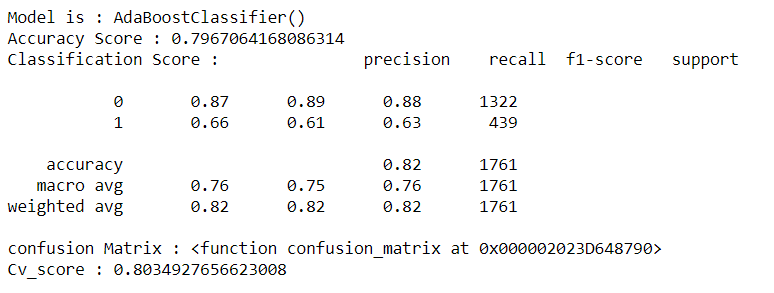 Model is : AdaBoostClassifier()
Accuracy Score : 0.7967064168086314
Classification Score :               precision    recall  f1-score   support

           0       0.87      0.89      0.88      1322
           1       0.66      0.61      0.63       439

    accuracy                           0.82      1761
   macro avg       0.76      0.75      0.76      1761
weighted avg       0.82      0.82      0.82      1761

confusion Matrix : <function confusion_matrix at 0x000002023D648790>
Cv_score : 0.8034927656623008